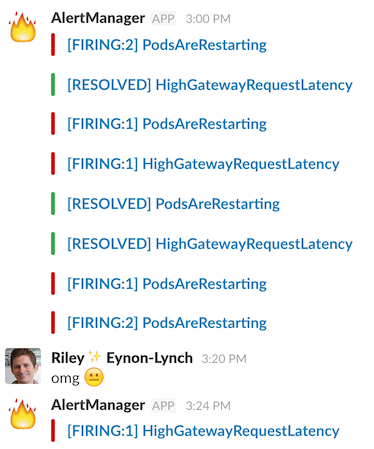 AlertManager APP 3:00 PM
[FIRING:2] PodsAreRestarting
[RESOLVED] HighGatewayRequestLatency
[FIRING:1] PodsAreRestarting
[FIRING:1] HighGatewayRequestLatency
[RESOLVED] PodsAreRestarting
[RESOLVED] HighGatewayRequestLatency
[FIRING:1] PodsAreRestarting
[FIRING:2] PodsAreRestarting
Riley ✨ Eynon-Lynch 3:20 PM
omg 😐
AlertManager APP 3:24 PM
[FIRING:1] HighGatewayRequestLatency